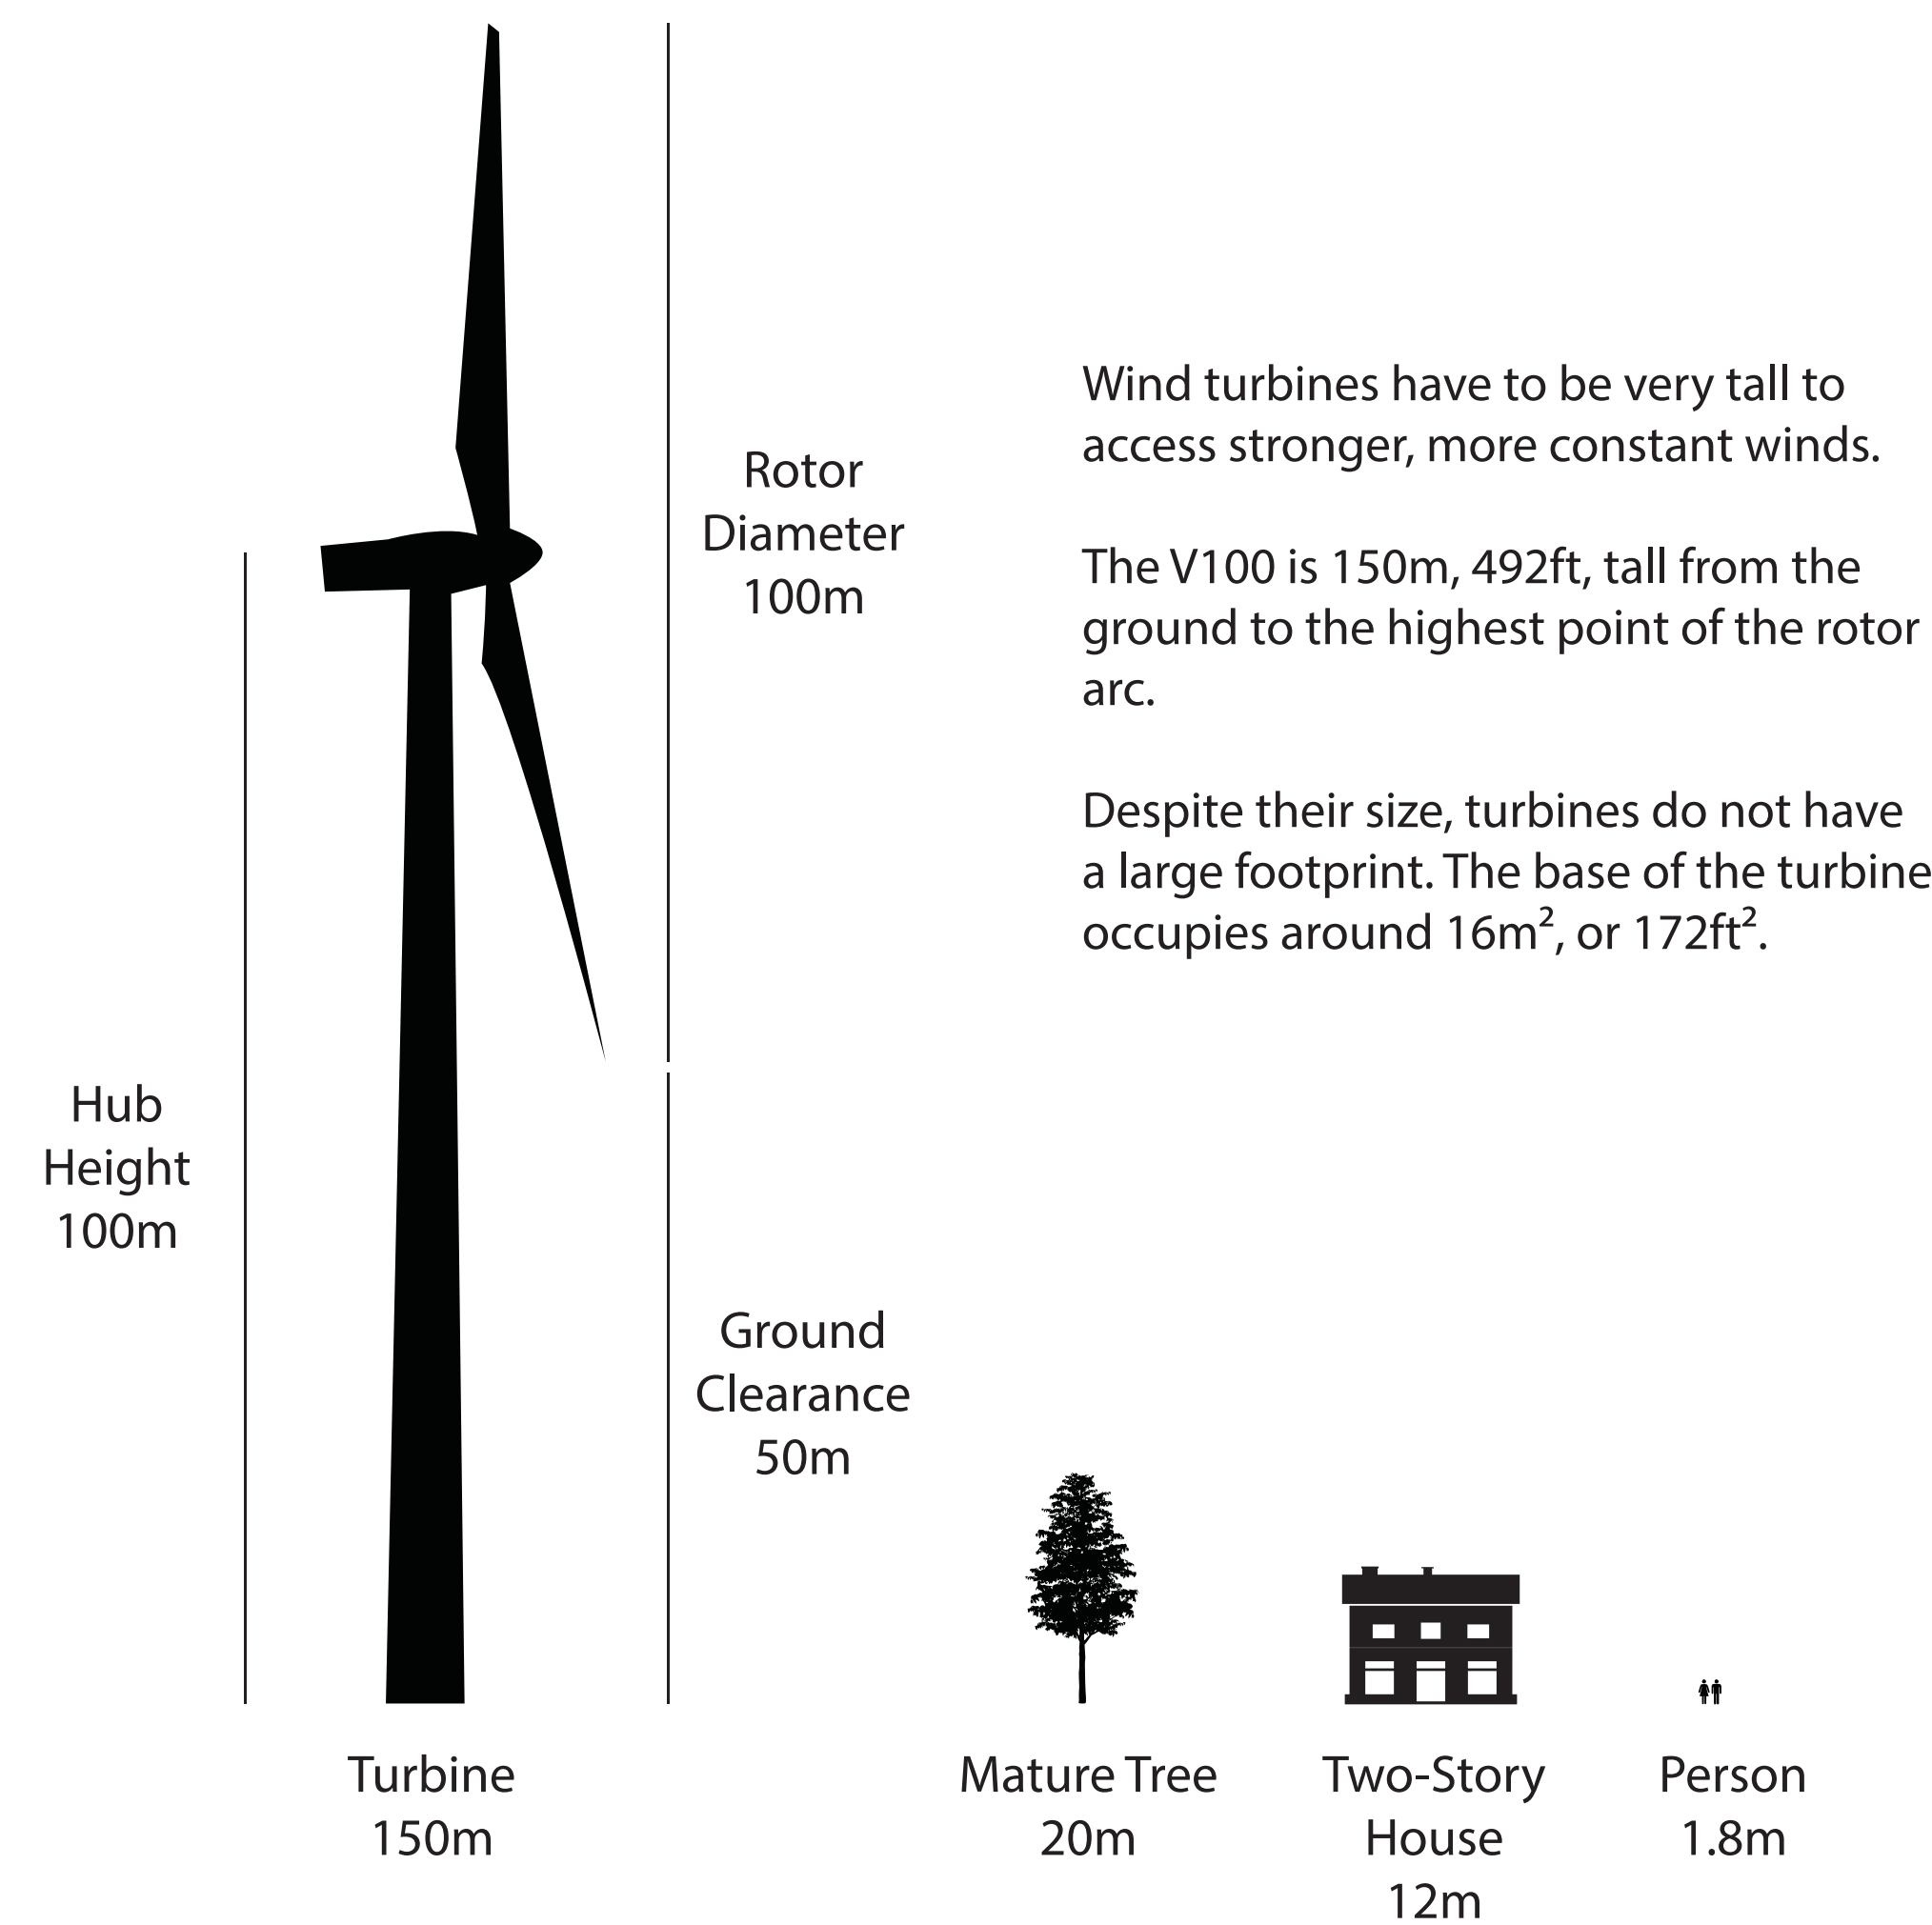 Rotor
Diameter
100m
Wind turbines have to be very tall to
access stronger, more constant winds.
The V100 is 150m, 492ft, tall from the
ground to the highest point of the rotor
arc.
Despite their size, turbines do not have
a large footprint. The base of the turbine
occupies around 16m², or 172ft².
Hub
Height
100m
Ground
Clearance
50m
Turbine
150m
Mature Tree
20m
Two-Story
House
12m
Person
1.8m